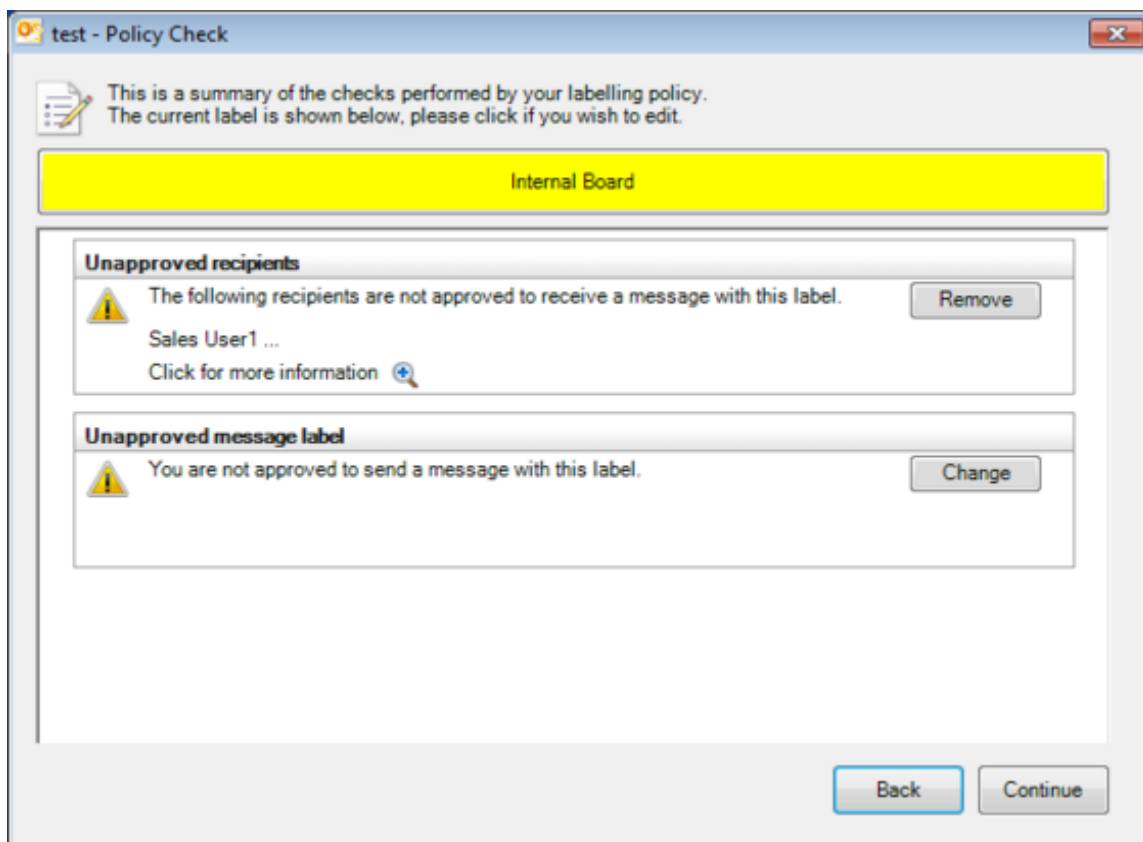 test - Policy Check
This is a summary of the checks performed by your labelling policy.
The current label is shown below, please click if you wish to edit.
Internal Board
Unapproved recipients
The following recipients are not approved to receive a message with this label.
Remove
Sales User1 ...
Click for more information
Unapproved message label
You are not approved to send a message with this label.
Change
Back
Continue